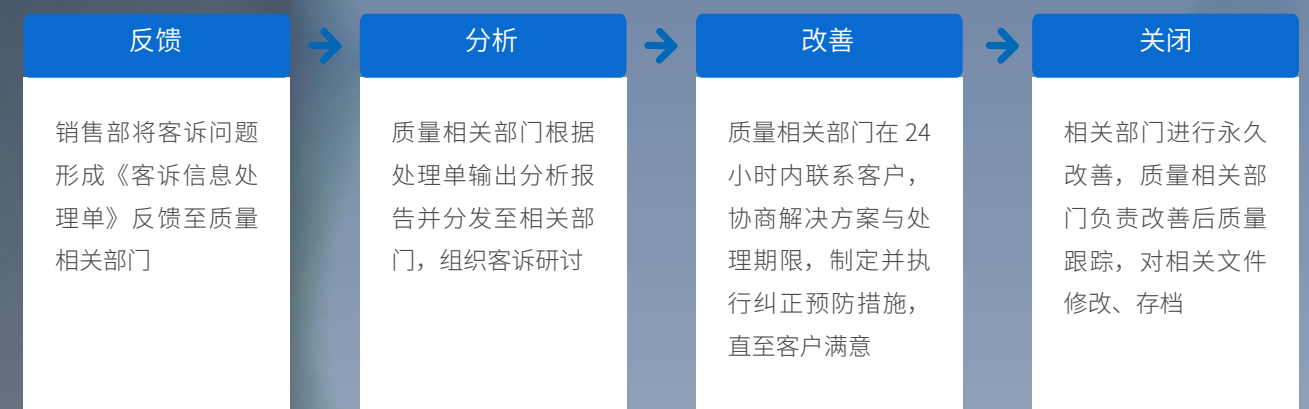 反馈
销售部将客诉问题
形成《客诉信息处
理单》反馈至质量
相关部门
分析
质量相关部门根据
处理单输出分析报
告并分发至相关部
门，组织客诉研讨
改善
质量相关部门在 24
小时内联系客户，
协商解决方案与处
理期限，制定并执
行纠正预防措施，
直至客户满意
关闭
相关部门进行永久
改善，质量相关部
门负责改善后质量
跟踪，对相关文件
修改、存档